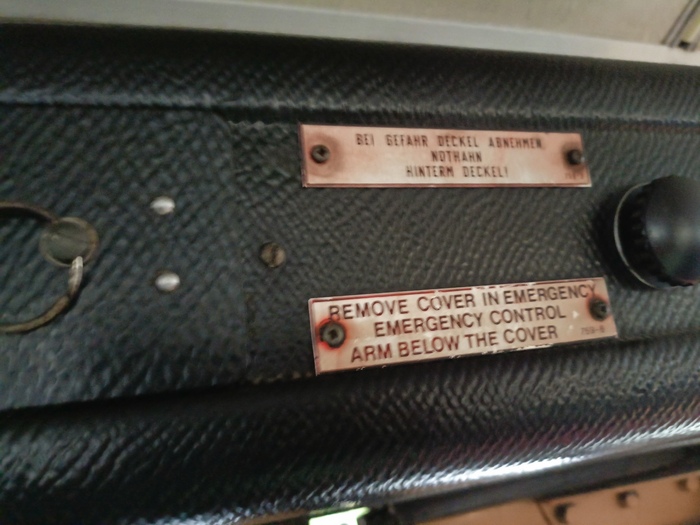 BEI GEFAHR DECKEL ABNEHMEN,
NOTHAHN
HINTERM DECKEL!
REMOVE COVER IN EMERGENCY
EMERGENCY CONTROL
ARM BELOW THE COVER